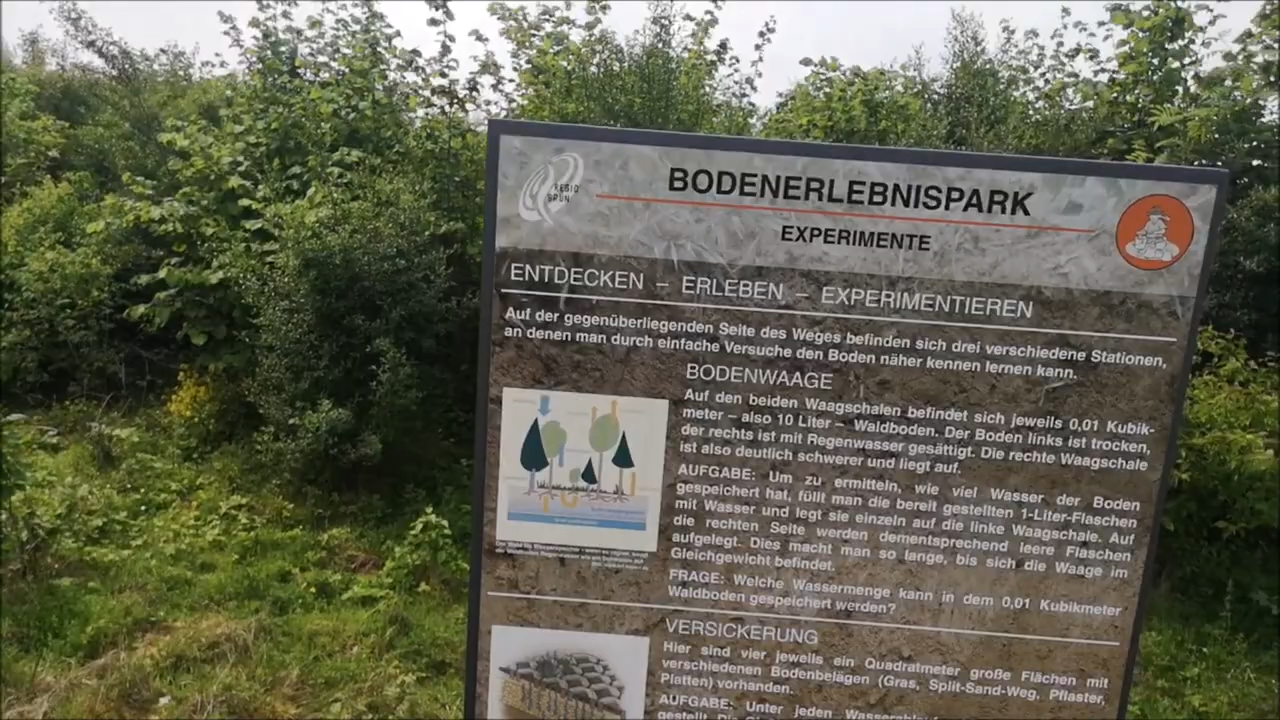 REGIO
GRÜN
BODENERLEBNISPARK
EXPERIMENTE
ENTDECKEN – ERLEBEN – EXPERIMENTIEREN
Auf der gegenüberliegenden Seite des Weges befinden sich drei verschiedene Stationen,
an denen man durch einfache Versuche den Boden näher kennen lernen kann.
BODENWAAGE
Auf den beiden Waagschalen befindet sich jeweils 0,01 Kubik-
meter – also 10 Liter – Waldboden. Der Boden links ist trocken,
der rechts ist mit Regenwasser gesättigt. Die rechte Waagschale
ist also deutlich schwerer und liegt auf.
AUFGABE: Um zu ermitteln, wie viel Wasser der Boden
gespeichert hat, füllt man die bereit gestellten 1-Liter-Flaschen
mit Wasser und legt sie einzeln auf die linke Waagschale. Auf
die rechten Seite werden dementsprechend leere Flaschen
aufgelegt. Dies macht man so lange, bis sich die Waage im
Gleichgewicht befindet.
FRAGE: Welche Wassermenge kann in dem 0,01 Kubikmeter
Waldboden gespeichert werden?
VERSICKERUNG
Hier sind vier jeweils ein Quadratmeter große Flächen mit
verschiedenen Bodenbelägen (Gras, Split-Sand-Weg, Pflaster,
Platten) vorhanden.
AUFGABE: Unter jeden